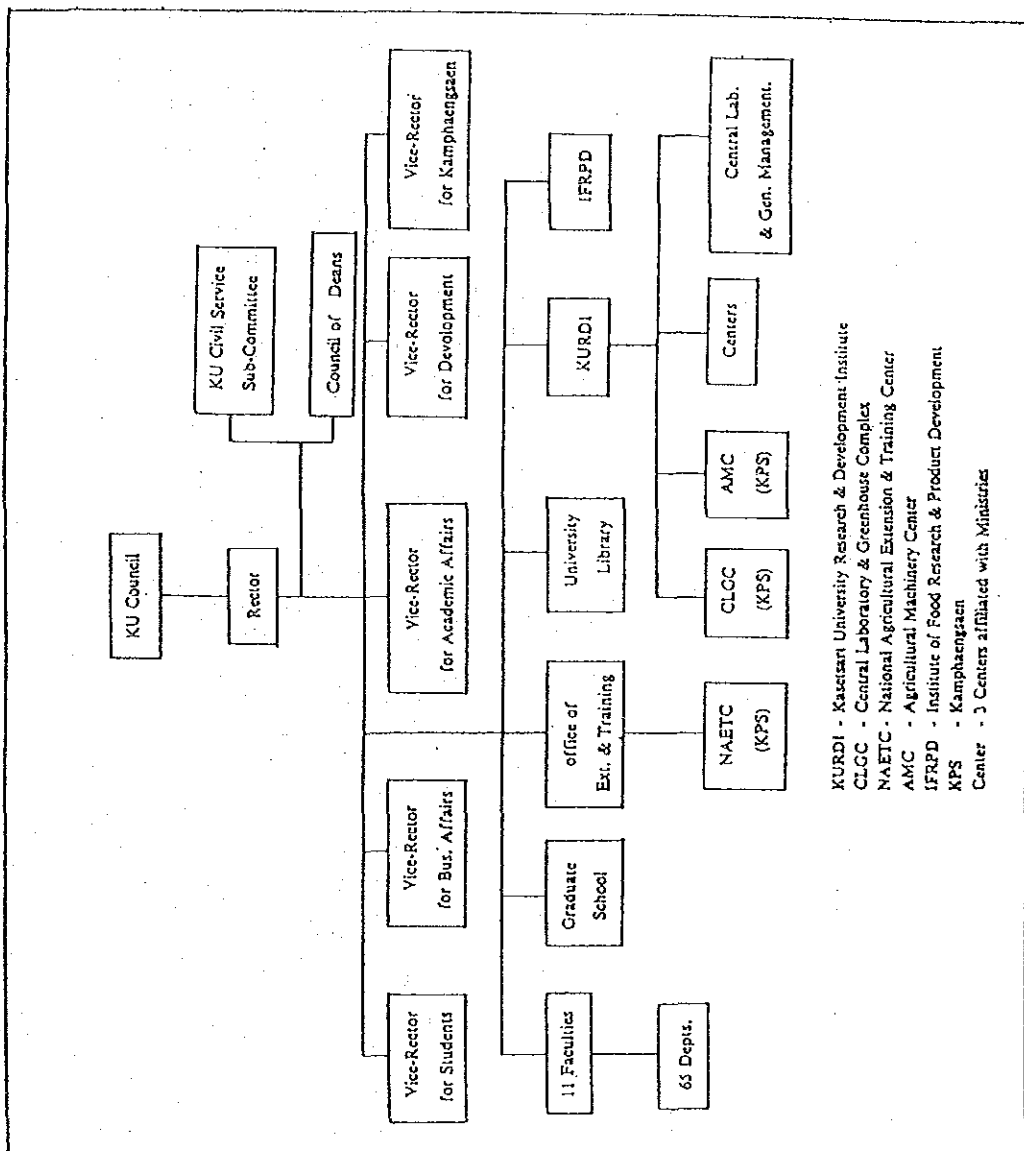 KU Council
Rector
KU Civil Service
Sub-Committee
Council of Deans
Vice-Rector
for Students
Vice-Rector
for Bus. Affairs
Vice-Rector
for Academic Affairs
Vice-Rector
for Development
Vice-Rector
for Kamphaengsaen
11 Faculties
Graduate
School
office of
Ext. & Training
University
Library
KURDI
IFRPD
65 Depts.
NAETC
(KPS)
CLGC
(KPS)
AMC
(KPS)
Centers
Central Lab.
& Gen. Management.
KURDI - Kasetsart University Research & Development Institute
CLGC - Central Laboratory & Greenhouse Complex
NAETC - National Agricultural Extension & Training Center
AMC - Agricultural Machinery Center
IFRPD - Institute of Food Research & Product Development
KPS - Kamphaengsaen
Center - 3 Centers affiliated with Ministries